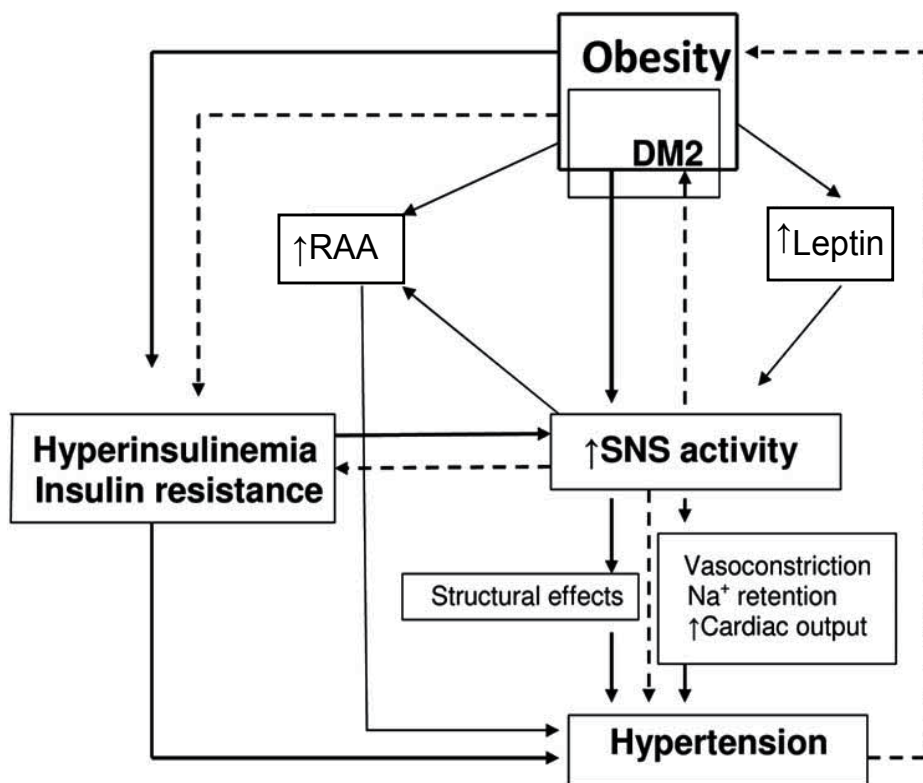 Obesity
DM2
↑RAA
↑Leptin
Hyperinsulinemia
Insulin resistance
↑SNS activity
Structural effects
Vasoconstriction
Na⁺ retention
↑Cardiac output
Hypertension